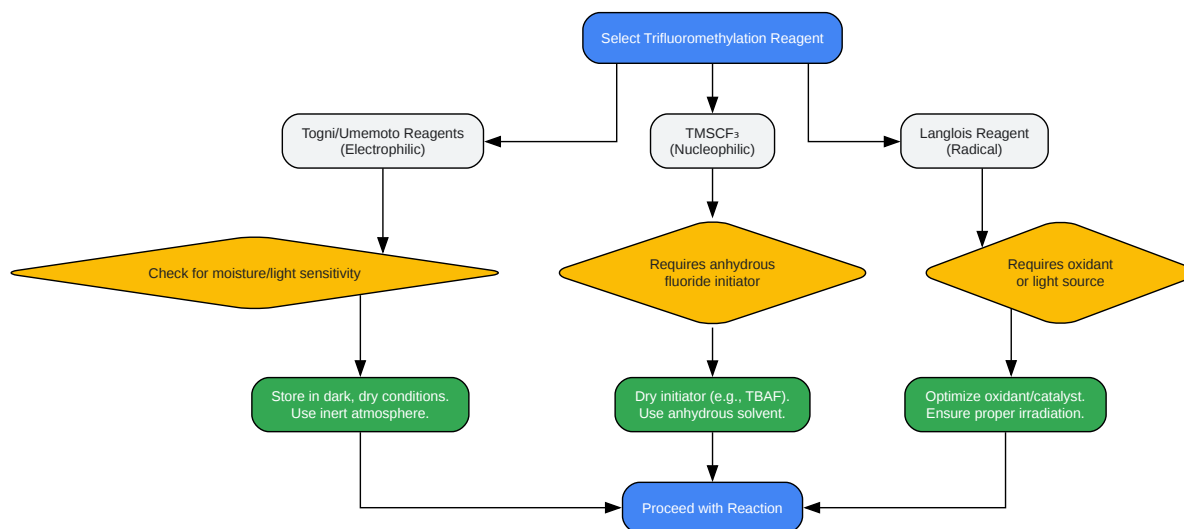 Select Trifluoromethylation Reagent
Togni/Umemoto Reagents
(Electrophilic)
TMSCF₃
(Nucleophilic)
Langlois Reagent
(Radical)
Check for moisture/light sensitivity
Requires anhydrous
fluoride initiator
Requires oxidant
or light source
Store in dark, dry conditions.
Use inert atmosphere.
Dry initiator (e.g., TBAF).
Use anhydrous solvent.
Optimize oxidant/catalyst.
Ensure proper irradiation.
Proceed with Reaction